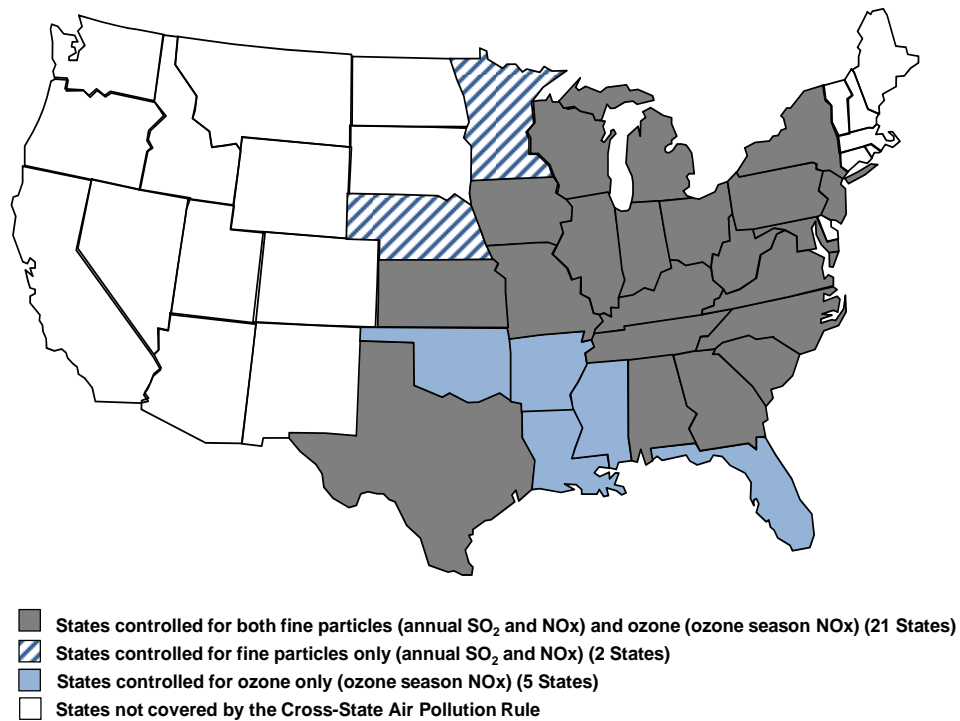 States controlled for both fine particles (annual SO₂ and NOx) and ozone (ozone season NOx) (21 States)
States controlled for fine particles only (annual SO₂ and NOx) (2 States)
States controlled for ozone only (ozone season NOx) (5 States)
States not covered by the Cross-State Air Pollution Rule